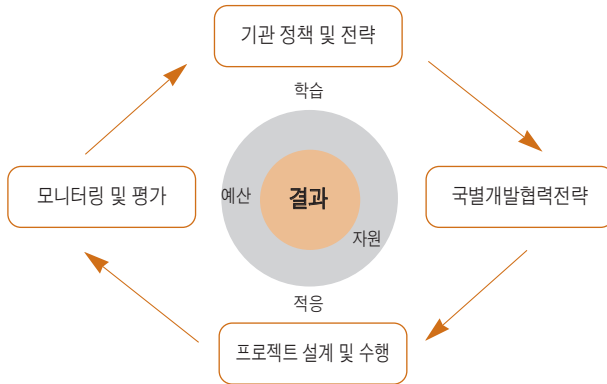 기관 정책 및 전략
학습
모니터링 및 평가
예산
결과
국별개발협력전략
자원
적응
프로젝트 설계 및 수행